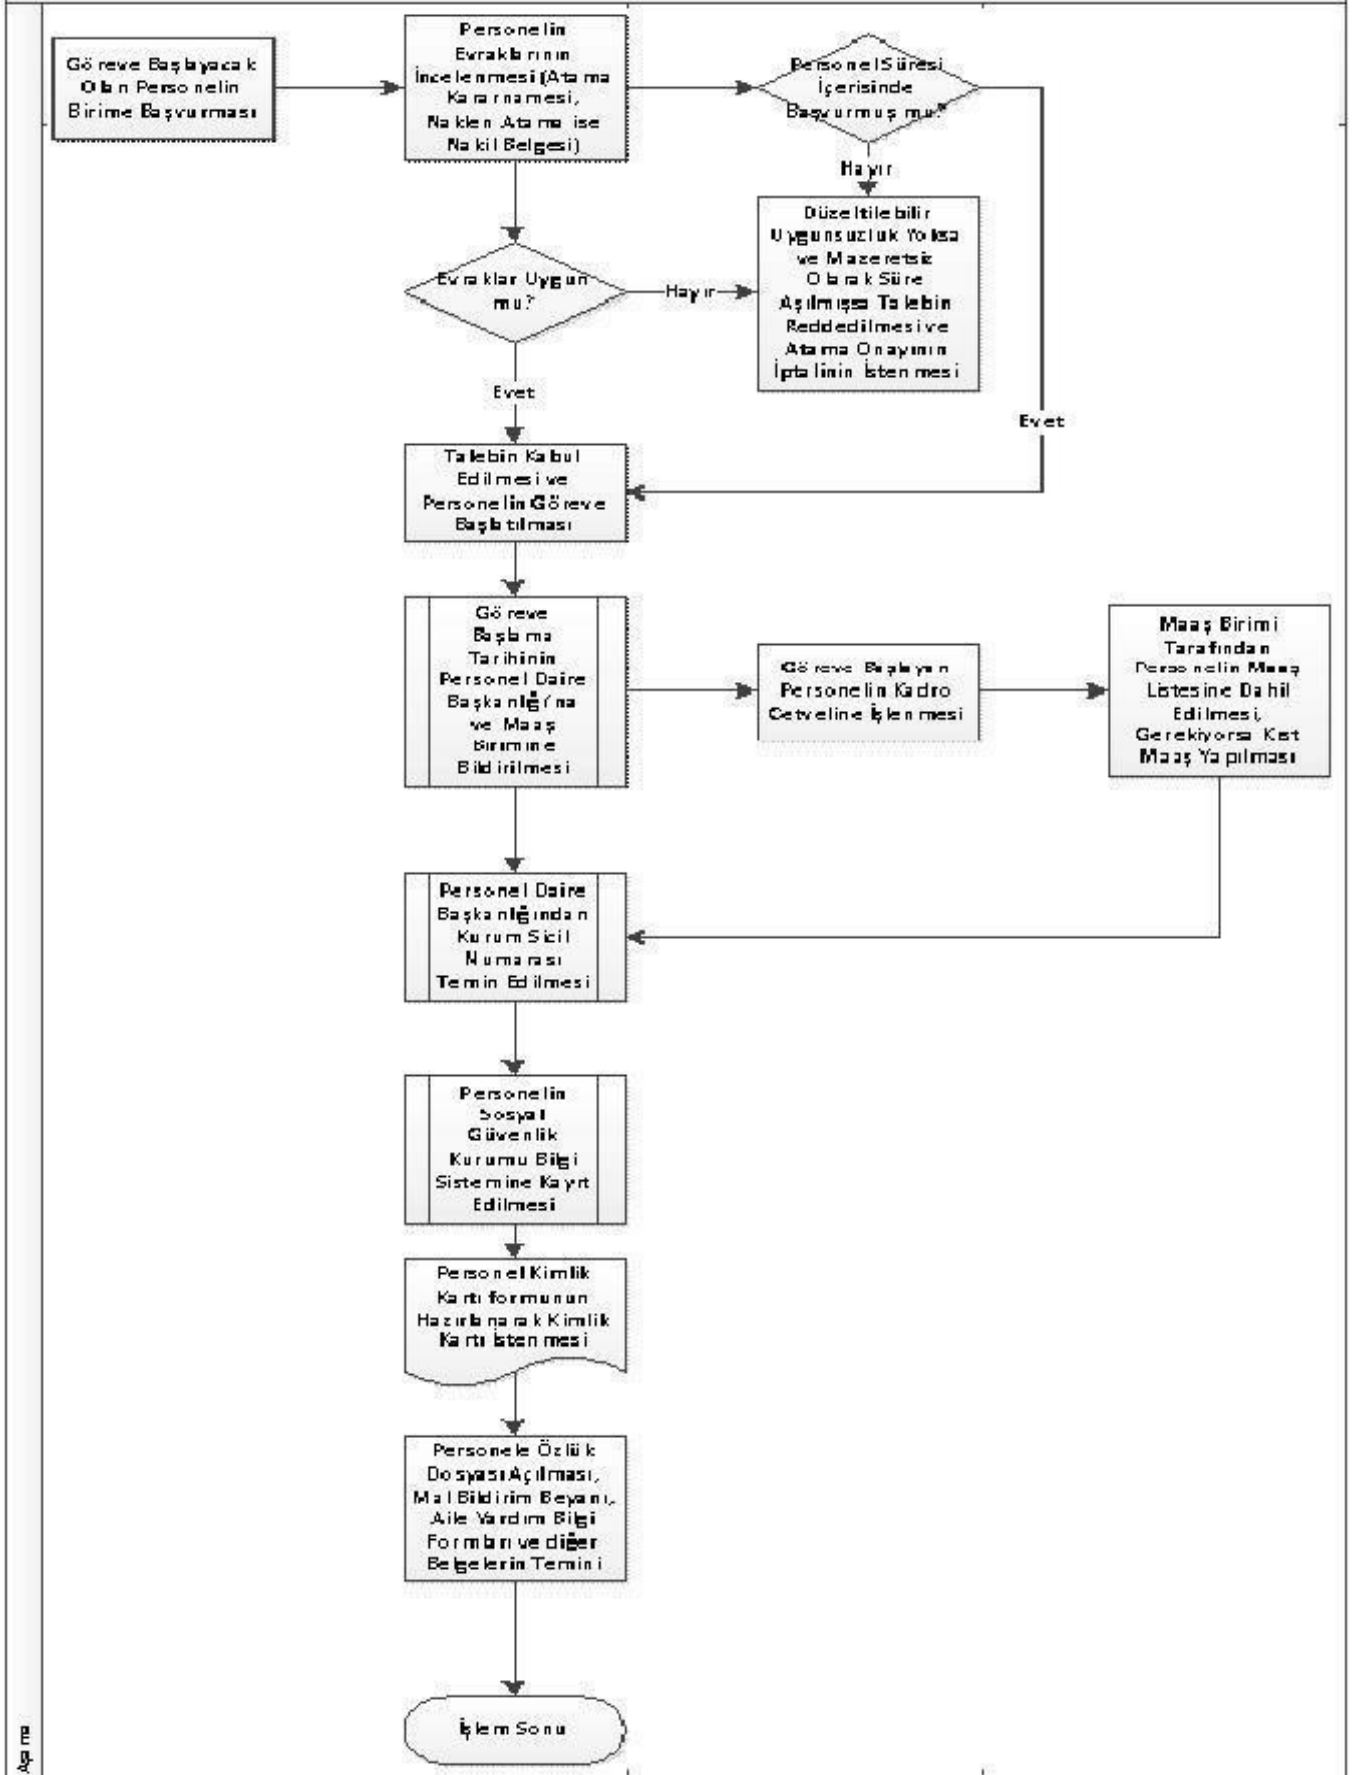 Göreve Başlayacak
Olan Personelin
Birime Başvurması
Personelin
Evraklarının
İncelenmesi (Atama
Kararnamesi,
Naklen Atama ise
Nakil Belgesi)
Personel Süresi
İçerisinde
Başvurmuş mu?
Hayır
Düzeltilebilir
Uygunsuzluk Yoksa
ve Mazeretsiz
Olarak Süre
Aşılmışsa Talebin
Reddedilmesi ve
Atama Onayının
İptalinin İstenmesi
Evraklar Uygun
mu?
Hayır
Evet
Evet
Talebin Kabul
Edilmesi ve
Personelin Göreve
Başlatılması
Göreve
Başlama
Tarihinin
Personel Daire
Başkanlığı'na
ve Maaş
Birimine
Bildirilmesi
Göreve Başlayan
Personelin Kadro
Cetveline İşlenmesi
Maaş Birimi
Tarafından
Personelin Maaş
Listesine Dahil
Edilmesi,
Gerekiyorsa Kıst
Maaş Yapılması
Personel Daire
Başkanlığından
Kurum Sicil
Numarası
Temin Edilmesi
Personelin
Sosyal
Güvenlik
Kurumu Bilgi
Sistemine Kayıt
Edilmesi
Personel Kimlik
Kartı formunun
Hazırlanarak Kimlik
Kartı İstenmesi
Personele Özlük
Dosyası Açılması,
Mal Bildirim Beyanı,
Aile Yardım Bilgi
Formları ve diğer
Belgelerin Temini
İşlem Sonu
Aşama